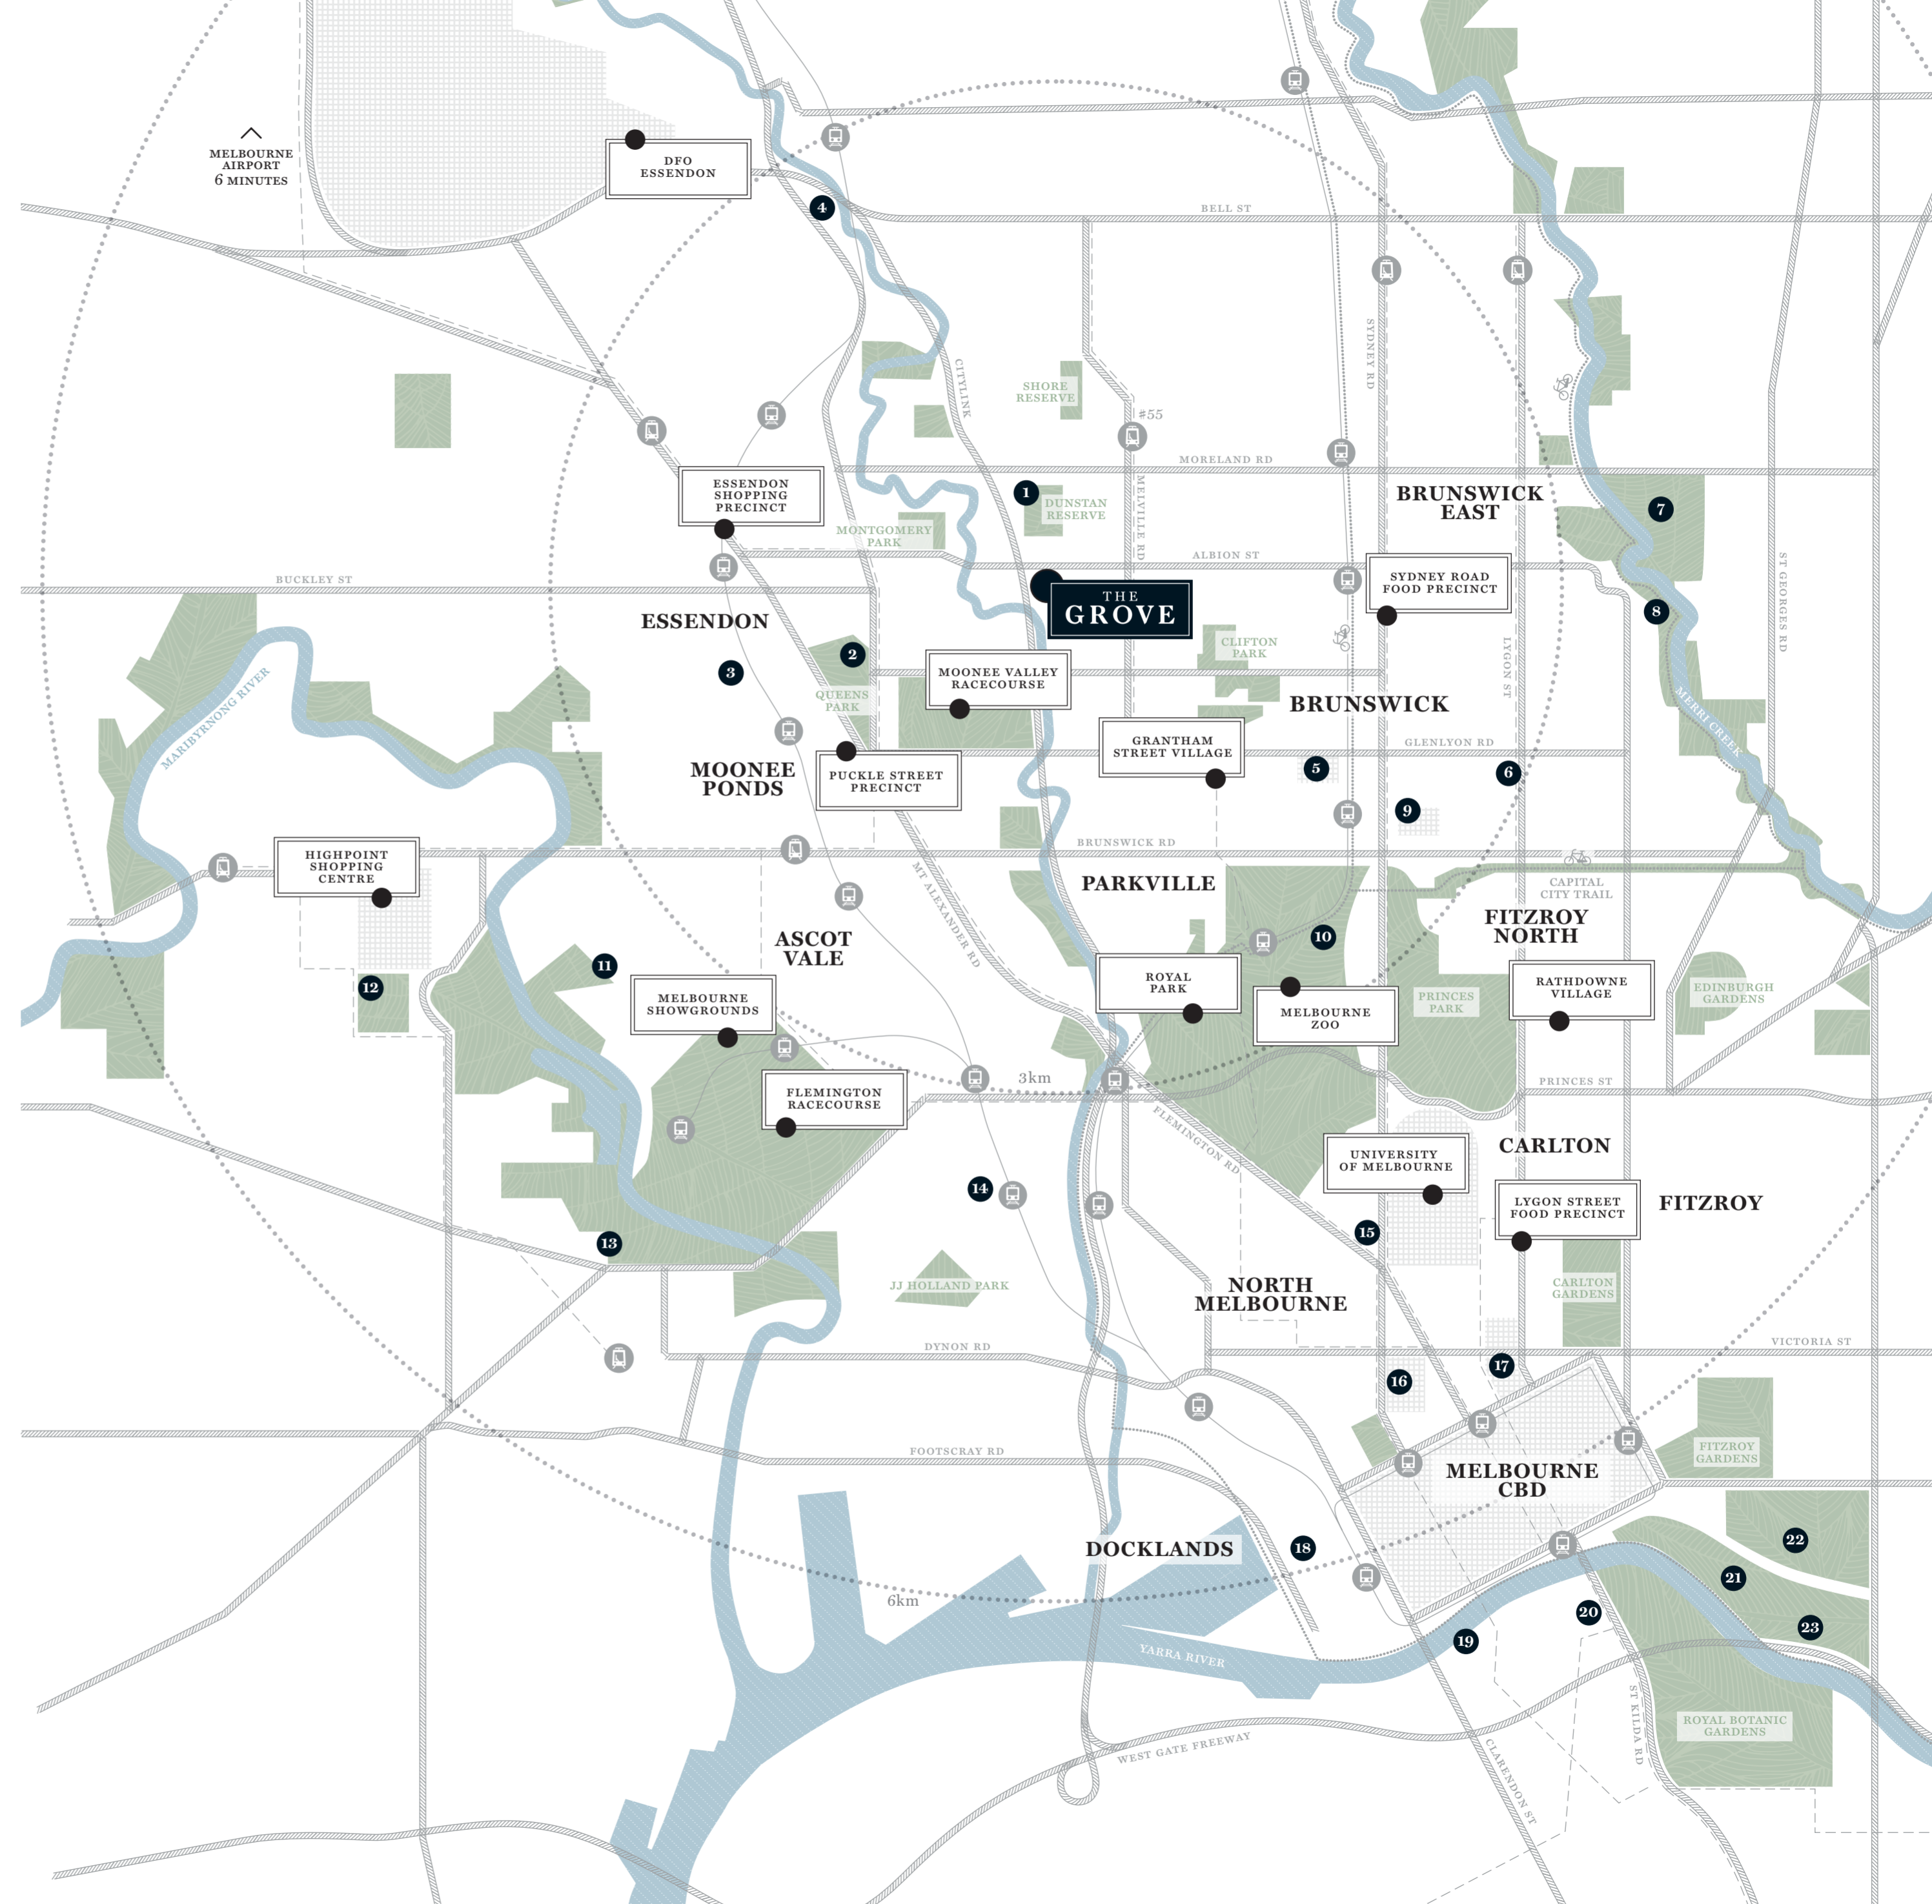 MELBOURNE
AIRPORT
6 MINUTES
DFO
ESSENDON
4
BELL ST
SYDNEY RD
CITYLINK
SHORE
RESERVE
#55
MORELAND RD
ESSENDON
SHOPPING
PRECINCT
1
DUNSTAN
RESERVE
MELVILLE RD
BRUNSWICK
EAST
7
MONTGOMERY
PARK
ALBION ST
ST GEORGES RD
BUCKLEY ST
THE
GROVE
SYDNEY ROAD
FOOD PRECINCT
8
ESSENDON
2
3
CLIFTON
PARK
LYGON ST
MOONEE VALLEY
RACECOURSE
QUEENS
PARK
MARIBYRNONG RIVER
BRUNSWICK
MERRI CREEK
GRANTHAM
STREET VILLAGE
GLENLYON RD
MOONEE
PONDS
PUCKLE STREET
PRECINCT
5
6
9
BRUNSWICK RD
HIGHPOINT
SHOPPING
CENTRE
MT ALEXANDER RD
PARKVILLE
CAPITAL
CITY TRAIL
FITZROY
NORTH
ASCOT
VALE
10
11
12
MELBOURNE
SHOWGROUNDS
ROYAL
PARK
MELBOURNE
ZOO
PRINCES
PARK
RATHDOWNE
VILLAGE
EDINBURGH
GARDENS
3km
PRINCES ST
FLEMINGTON
RACECOURSE
FLEMINGTON RD
UNIVERSITY
OF MELBOURNE
CARLTON
14
LYGON STREET
FOOD PRECINCT
FITZROY
13
15
JJ HOLLAND PARK
NORTH
MELBOURNE
CARLTON
GARDENS
DYNON RD
VICTORIA ST
16
17
FOOTSCRAY RD
MELBOURNE
CBD
FITZROY
GARDENS
DOCKLANDS
18
22
21
6km
20
23
19
YARRA RIVER
ST KILDA RD
ROYAL BOTANIC
GARDENS
WEST GATE FREEWAY
CLARENDON ST